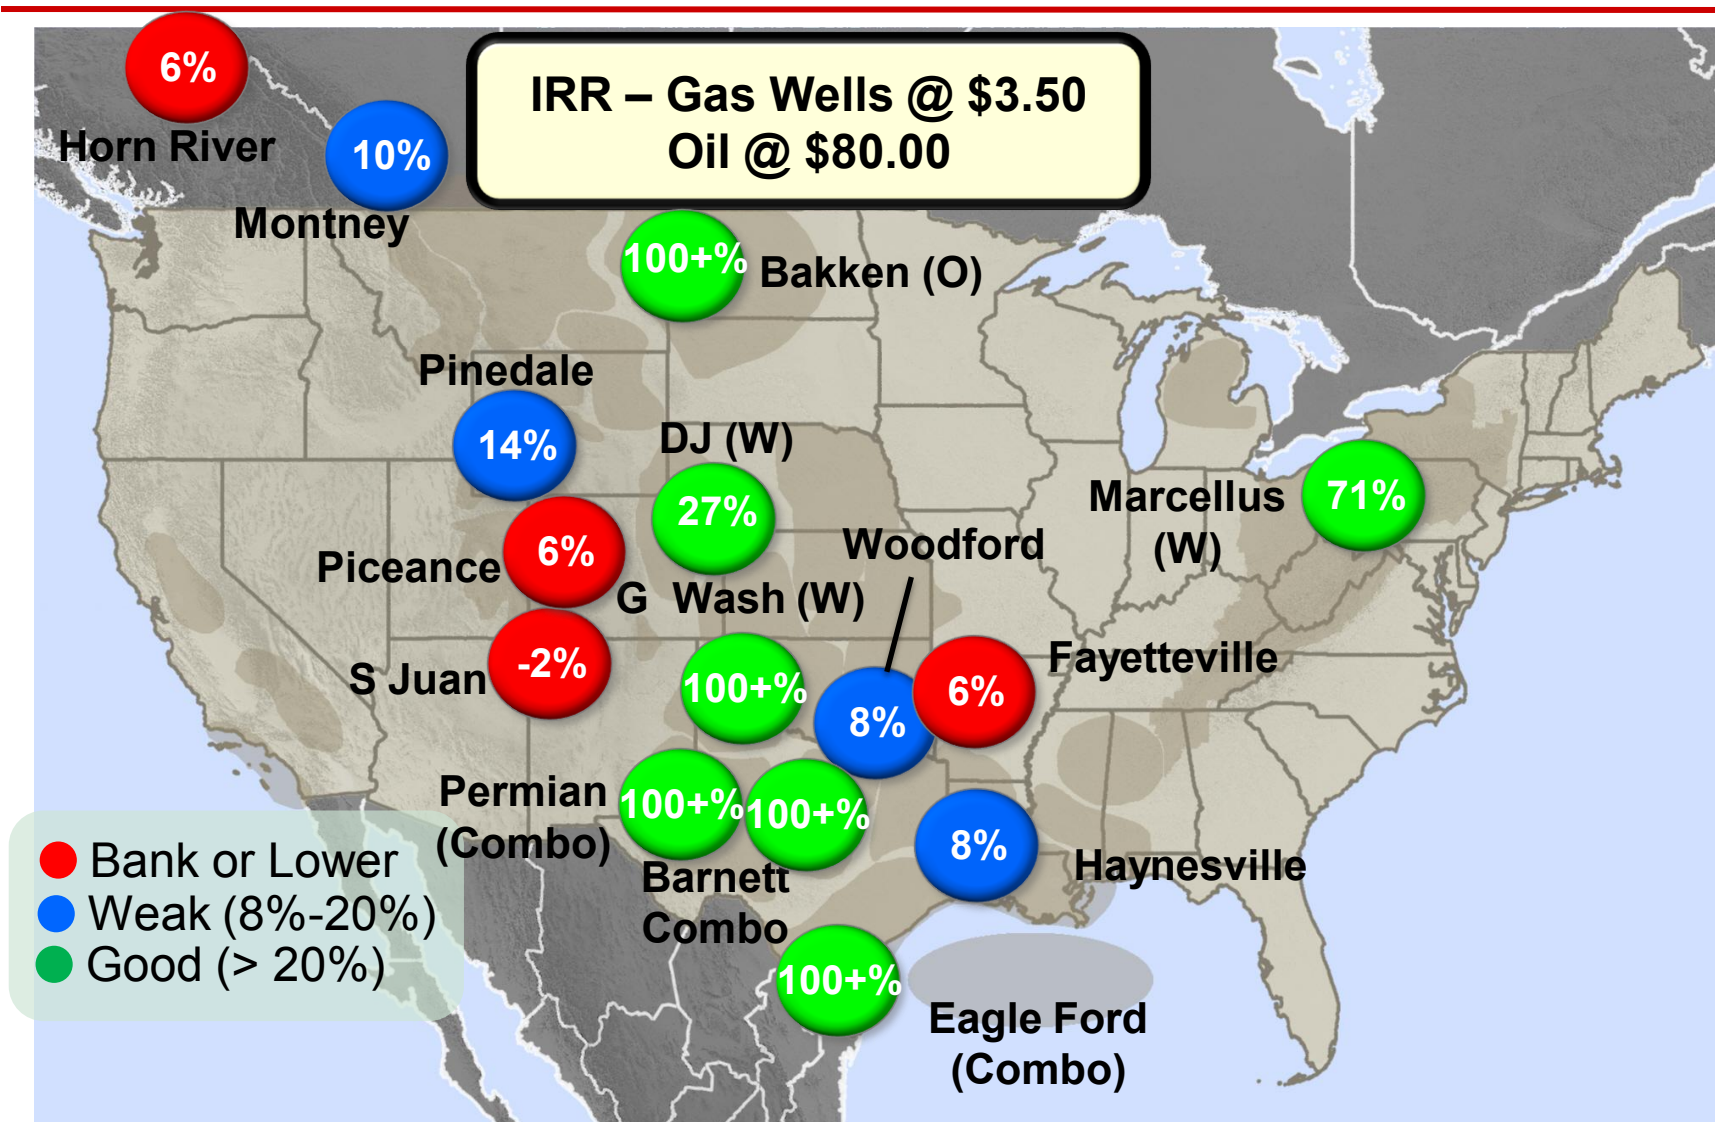 IRR – Gas Wells @ $3.50
Oil @ $80.00
6%
Horn River
10%
Montney
100+%
Bakken (O)
Pinedale
14%
DJ (W)
27%
Marcellus
(W)
71%
Woodford
Piceance
6%
G  Wash (W)
S Juan
-2%
100+%
8%
6%
Fayetteville
Permian
(Combo)
100+%
100+%
Barnett
Combo
8%
Haynesville
100+%
Eagle Ford
(Combo)
Bank or Lower
Weak (8%-20%)
Good (> 20%)